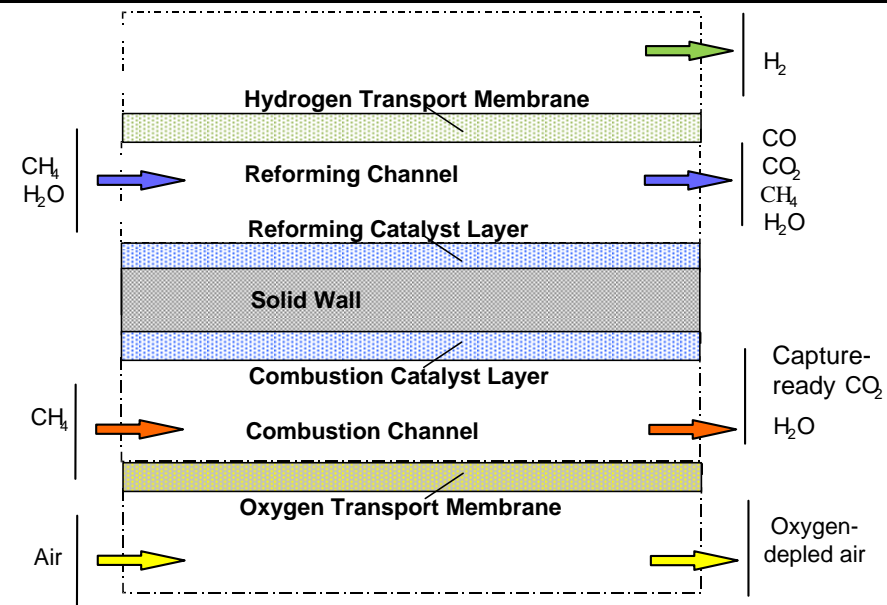 H₂
Hydrogen Transport Membrane
CH₄
H₂O
Reforming Channel
CO
CO₂
CH₄
H₂O
Reforming Catalyst Layer
Solid Wall
Combustion Catalyst Layer
Capture-
ready CO₂
H₂O
CH₄
Combustion Channel
Oxygen Transport Membrane
Air
Oxygen-
depled air